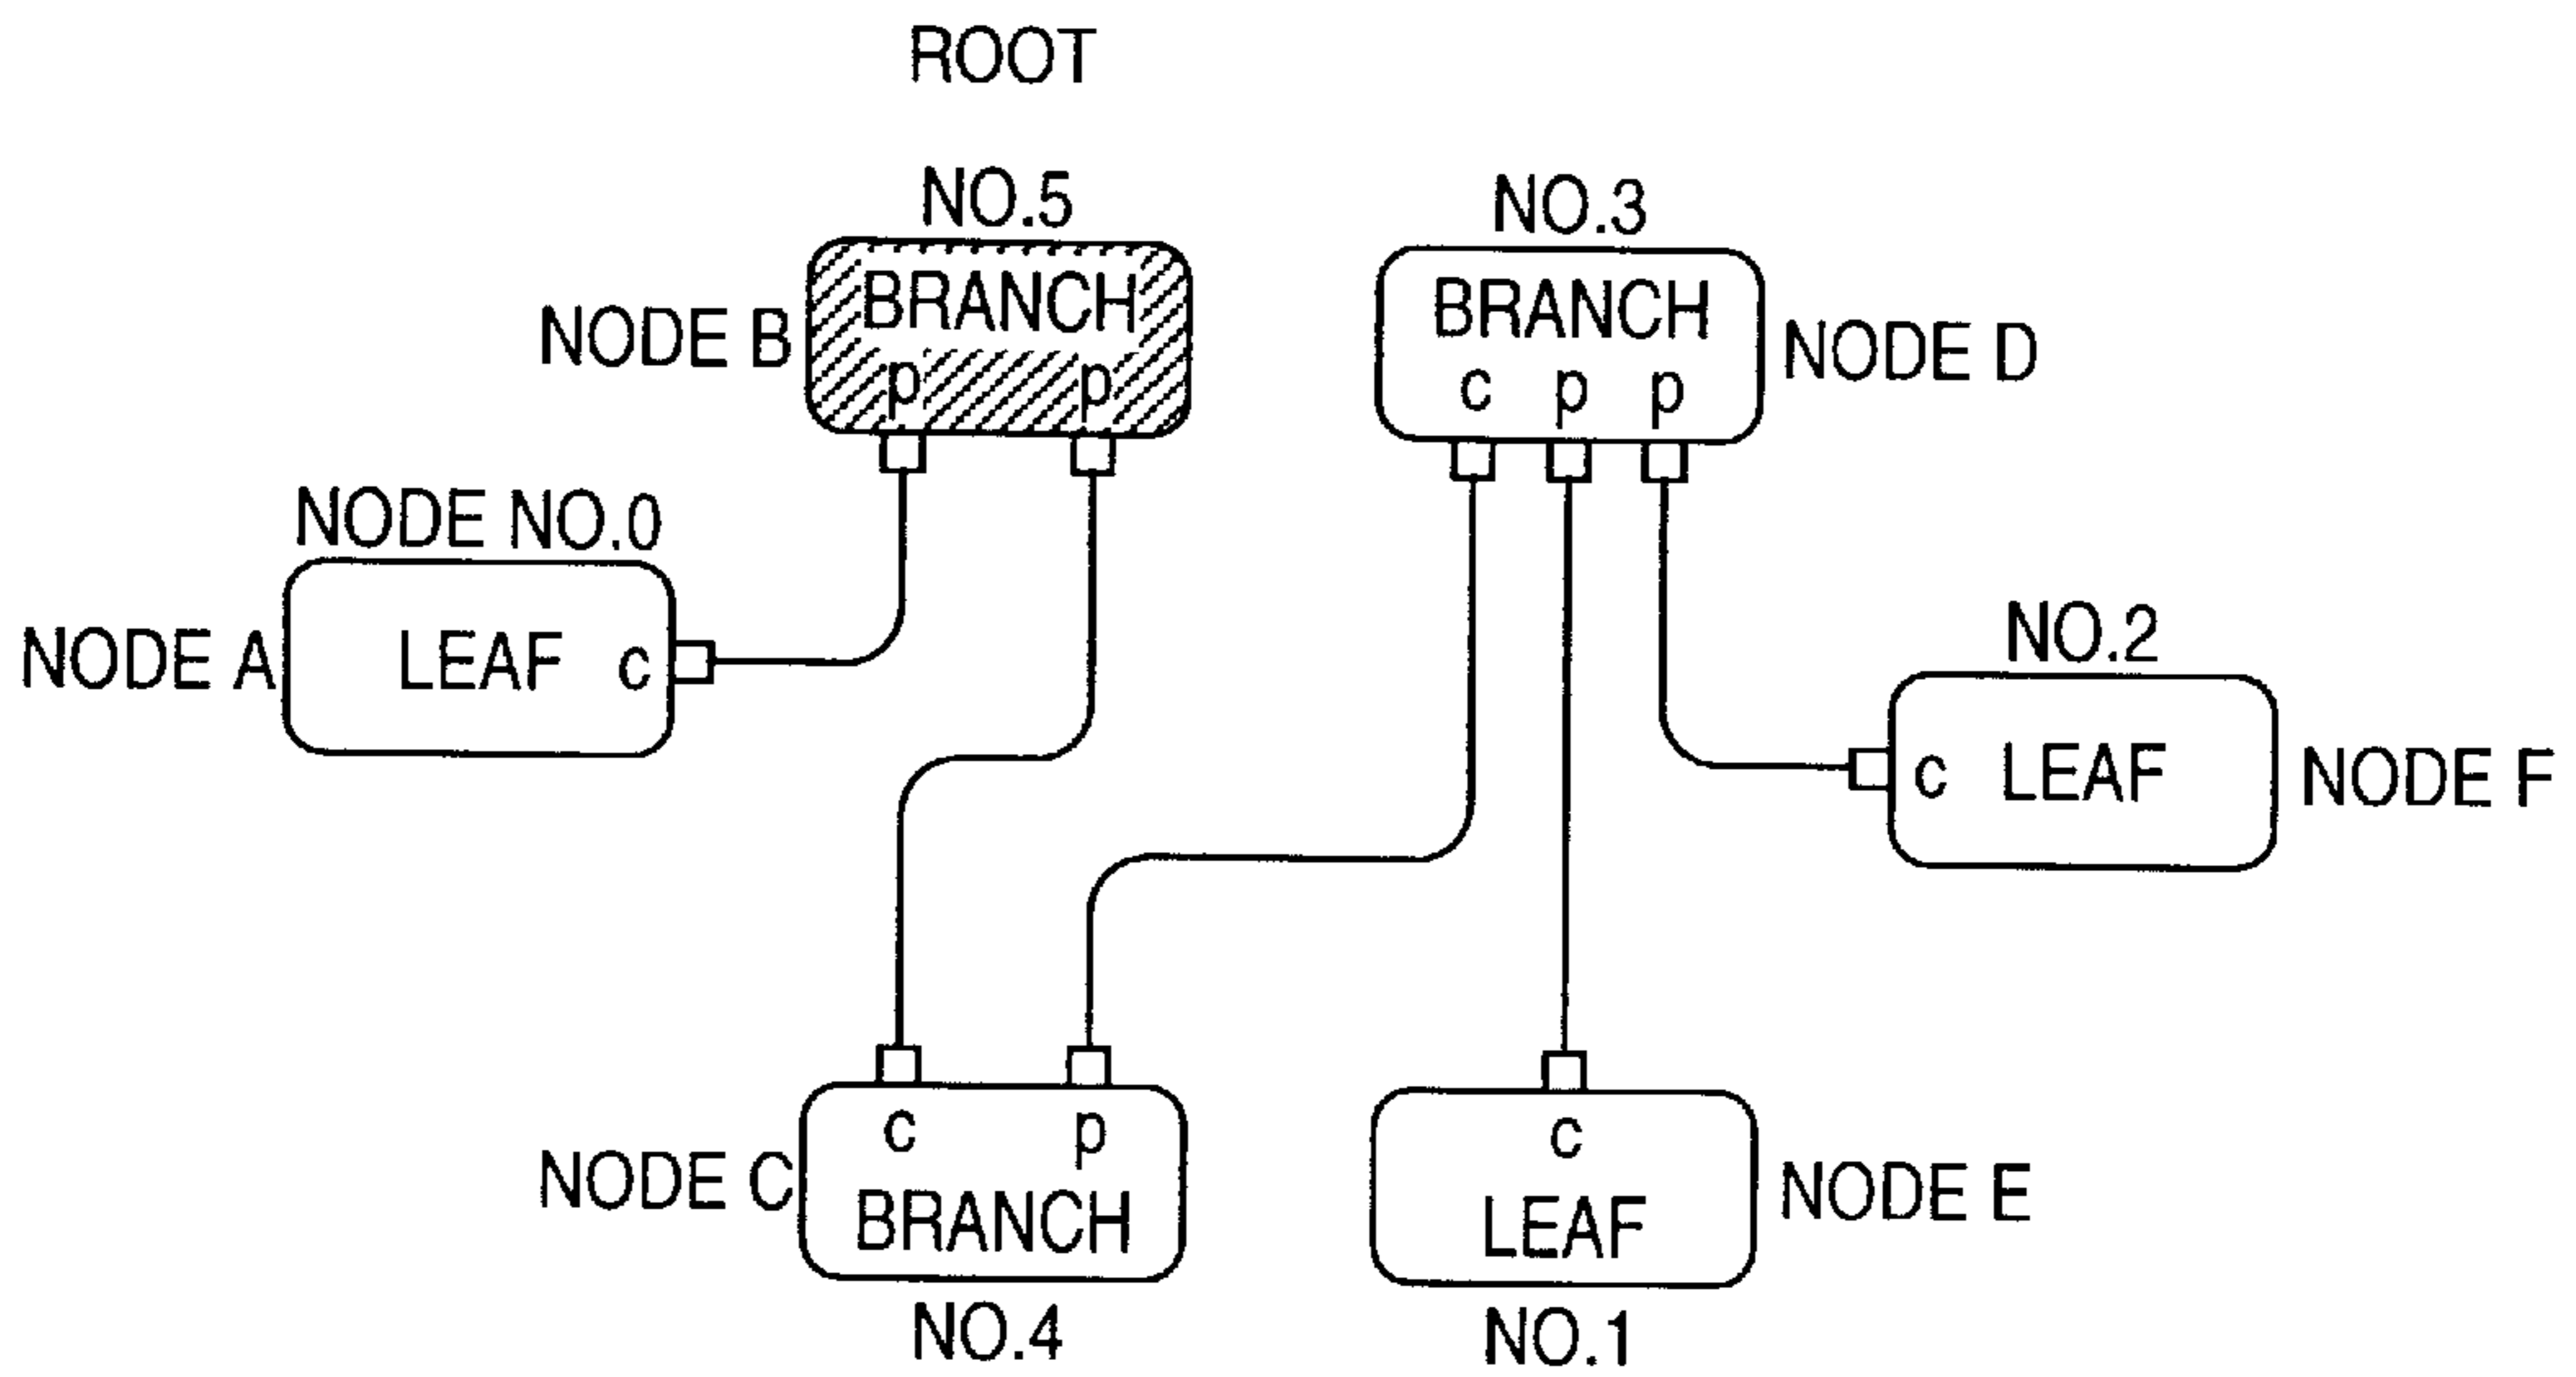 ROOT
NO.5
NO.3
BRANCH
BRANCH
NODE B
NODE D
p p
c p p
NODE NO.0
NO.2
NODE A
LEAF c
c LEAF
NODE F
c p
c
NODE C
NODE E
BRANCH
LEAF
NO.4
NO.1